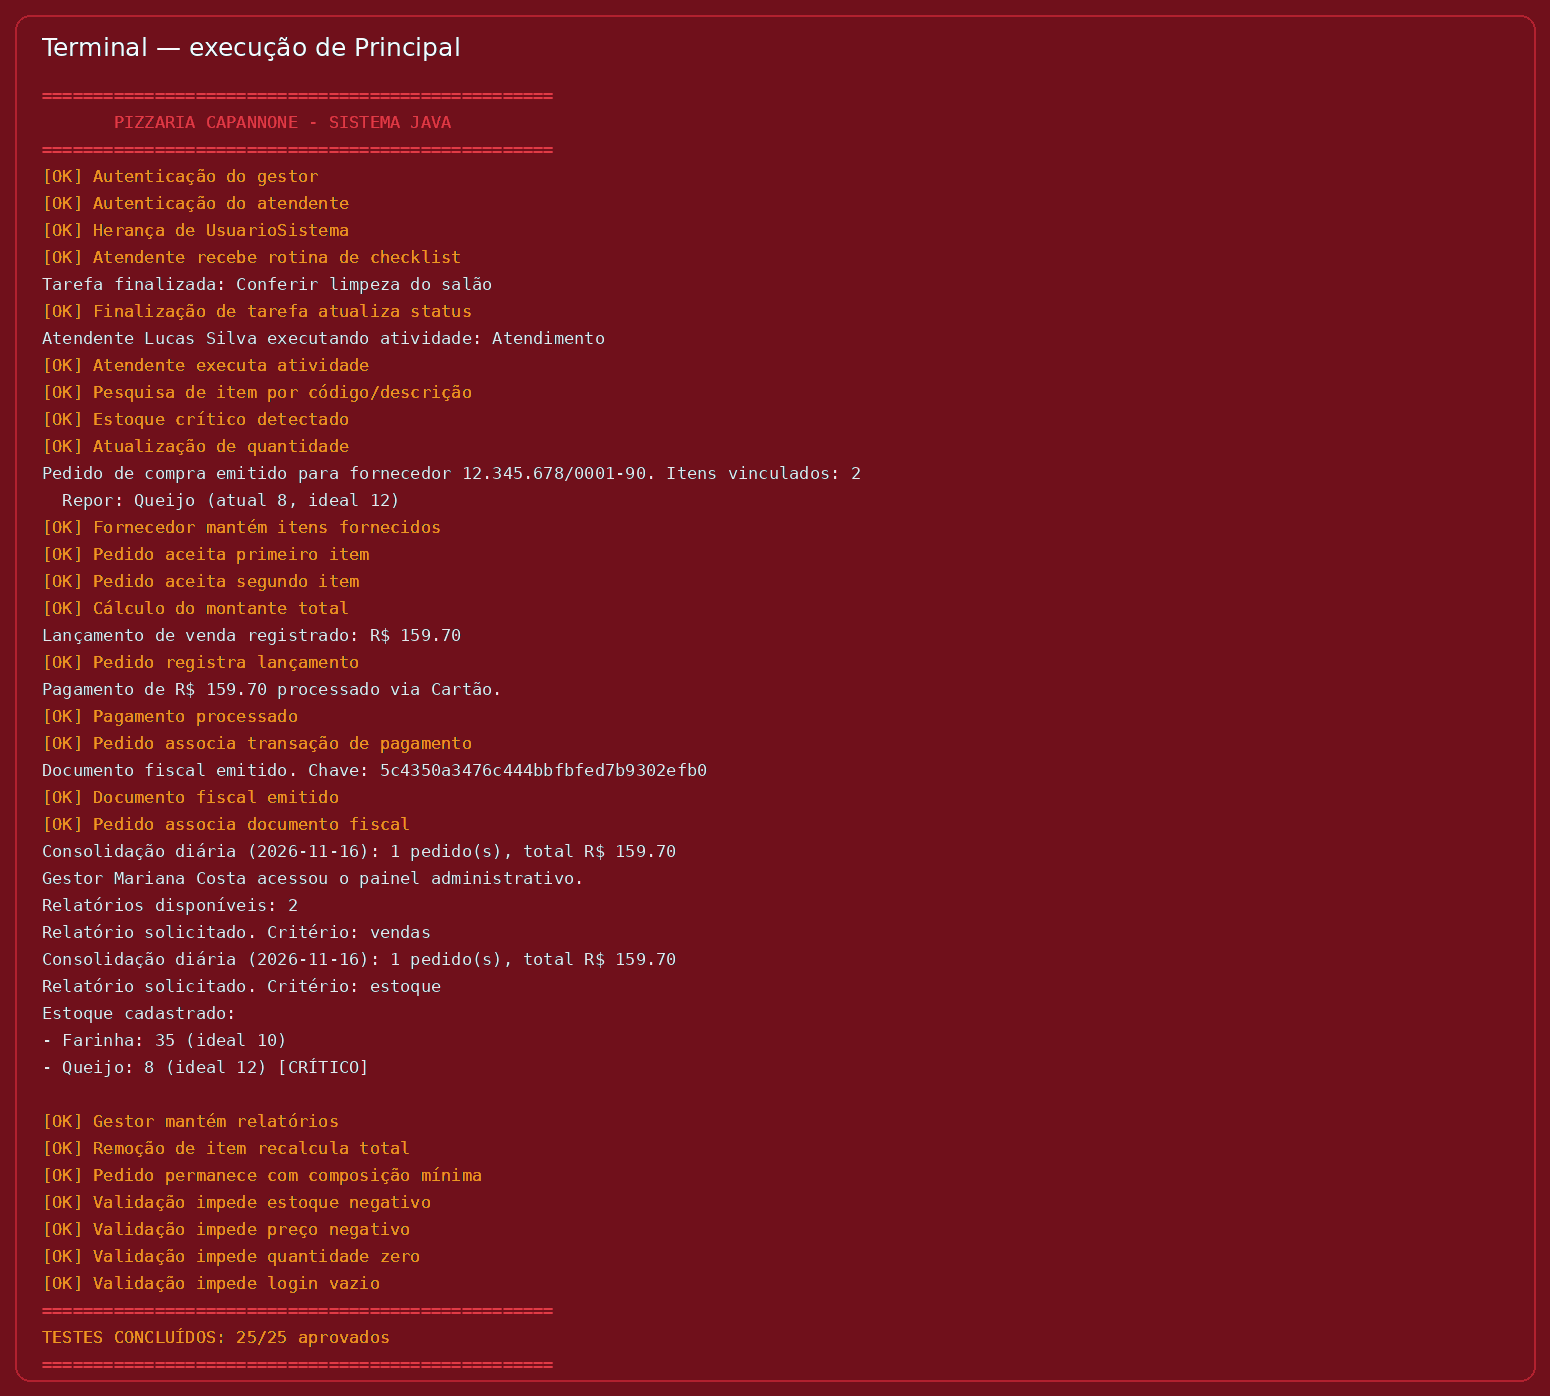 Terminal — execução de Principal
==================================================
PIZZARIA CAPANNONE - SISTEMA JAVA
==================================================
[OK] Autenticação do gestor
[OK] Autenticação do atendente
[OK] Herança de UsuarioSistema
[OK] Atendente recebe rotina de checklist
Tarefa finalizada: Conferir limpeza do salão
[OK] Finalização de tarefa atualiza status
Atendente Lucas Silva executando atividade: Atendimento
[OK] Atendente executa atividade
[OK] Pesquisa de item por código/descrição
[OK] Estoque crítico detectado
[OK] Atualização de quantidade
Pedido de compra emitido para fornecedor 12.345.678/0001-90. Itens vinculados: 2
Repor: Queijo (atual 8, ideal 12)
[OK] Fornecedor mantém itens fornecidos
[OK] Pedido aceita primeiro item
[OK] Pedido aceita segundo item
[OK] Cálculo do montante total
Lançamento de venda registrado: R$ 159.70
[OK] Pedido registra lançamento
Pagamento de R$ 159.70 processado via Cartão.
[OK] Pagamento processado
[OK] Pedido associa transação de pagamento
Documento fiscal emitido. Chave: 5c4350a3476c444bbfbfed7b9302efb0
[OK] Documento fiscal emitido
[OK] Pedido associa documento fiscal
Consolidação diária (2026-11-16): 1 pedido(s), total R$ 159.70
Gestor Mariana Costa acessou o painel administrativo.
Relatórios disponíveis: 2
Relatório solicitado. Critério: vendas
Consolidação diária (2026-11-16): 1 pedido(s), total R$ 159.70
Relatório solicitado. Critério: estoque
Estoque cadastrado:
- Farinha: 35 (ideal 10)
- Queijo: 8 (ideal 12) [CRÍTICO]
[OK] Gestor mantém relatórios
[OK] Remoção de item recalcula total
[OK] Pedido permanece com composição mínima
[OK] Validação impede estoque negativo
[OK] Validação impede preço negativo
[OK] Validação impede quantidade zero
[OK] Validação impede login vazio
==================================================
TESTES CONCLUÍDOS: 25/25 aprovados
==================================================